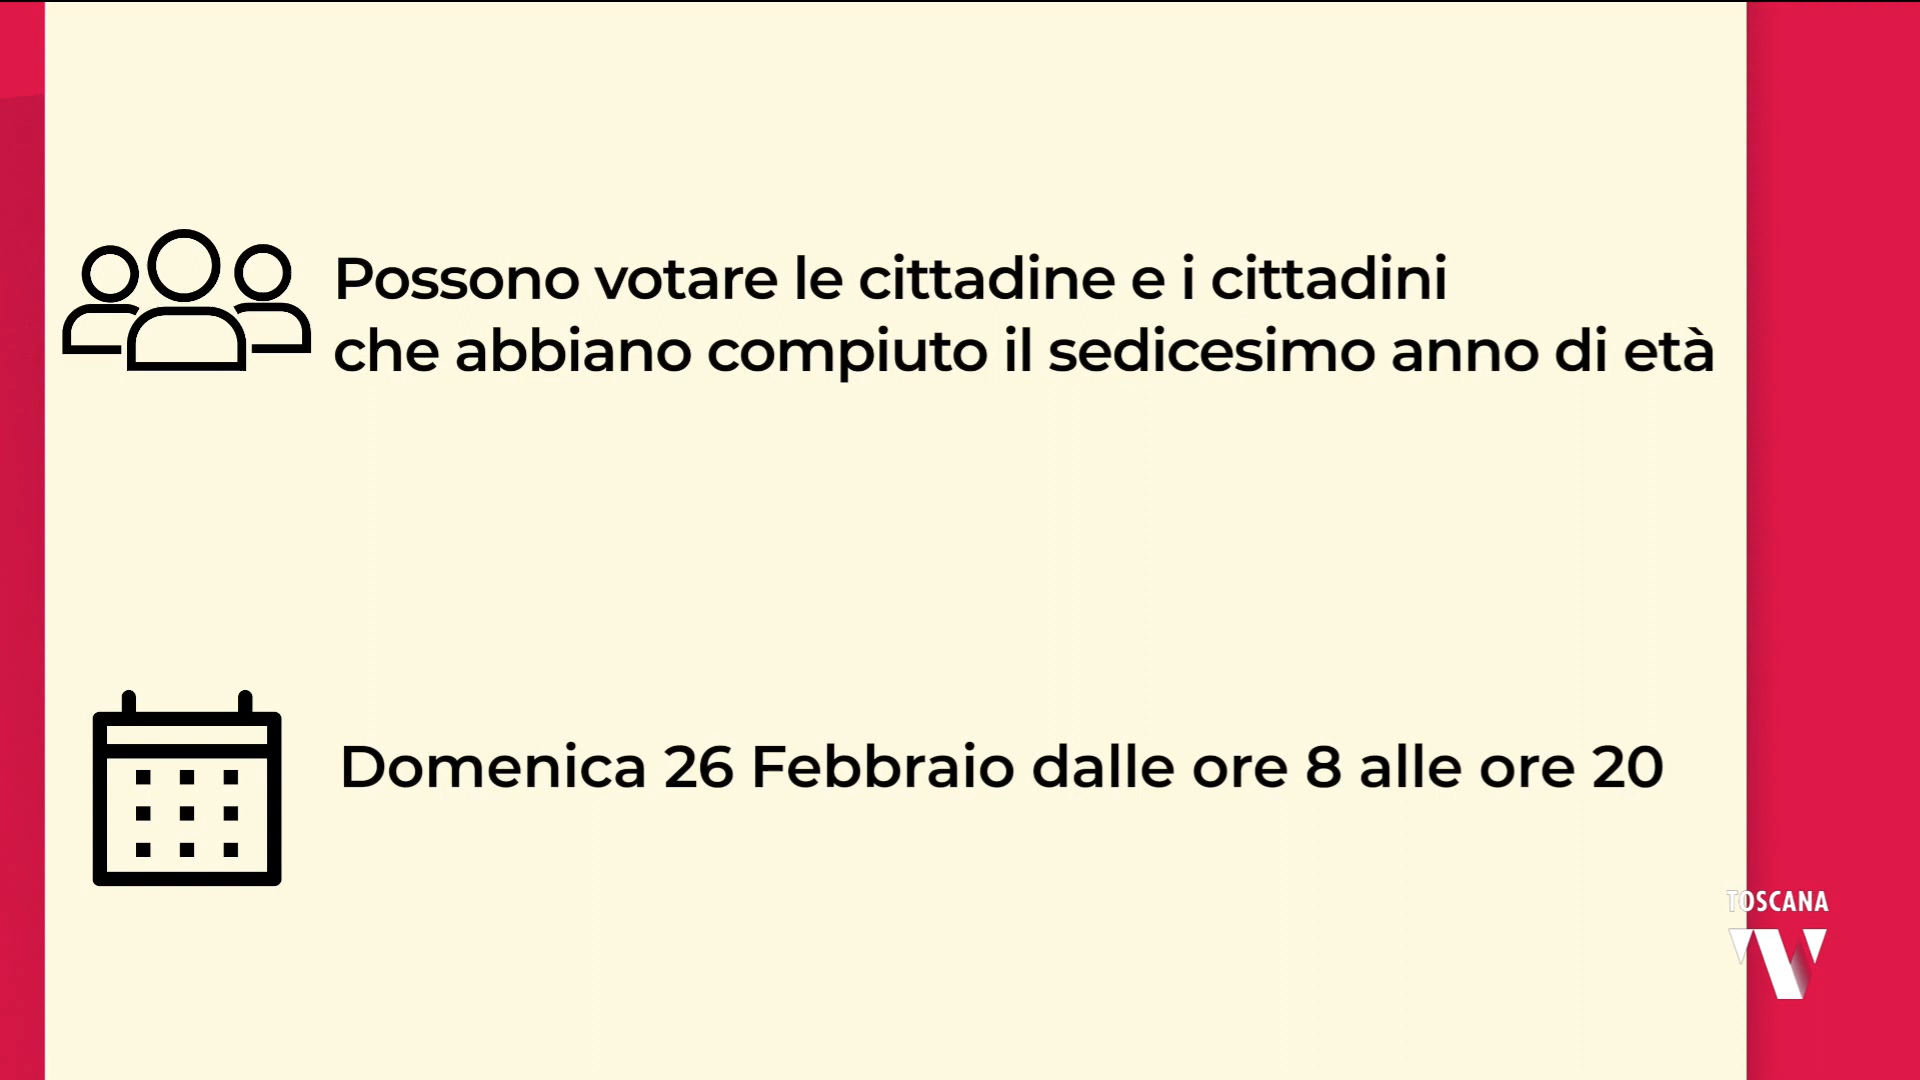 Possono votare le cittadine e i cittadini
che abbiano compiuto il sedicesimo anno di età
Domenica 26 Febbraio dalle ore 8 alle ore 20
TOSCANA